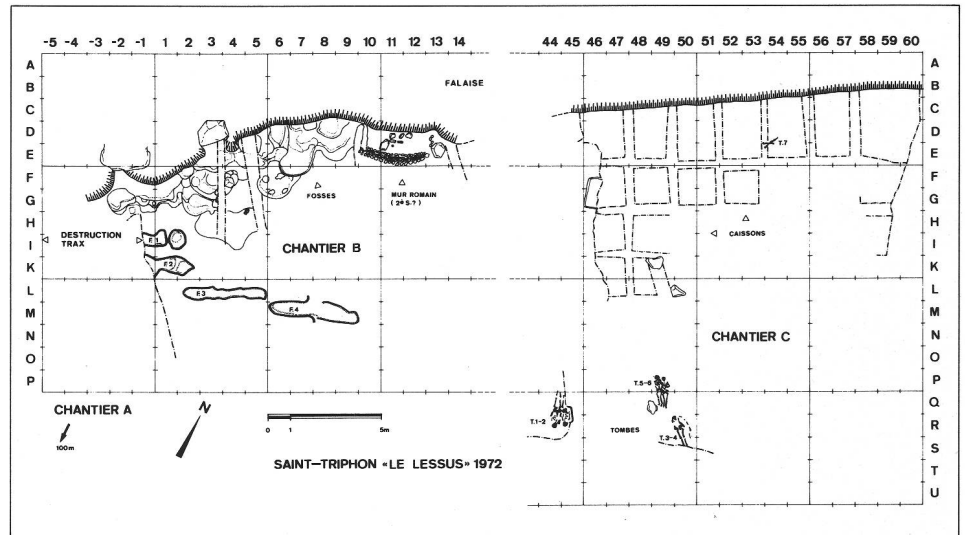 -5 -4 -3 -2 -1 1 2 3 4 5 6 7 8 9 10 11 12 13 14
44 45 46 47 48 49 50 51 52 53 54 55 56 57 58 59 60
A
B
C
D
E
F
G
H
I
K
L
M
N
O
P
FALAISE
FOSSES
MUR ROMAIN
(2e S.?)
DESTRUCTION
TRAX
CHANTIER B
F.1
F.2
F.3
F.4
CHANTIER A
100m
N
0 1 5m
SAINT-TRIPHON «LE LESSUS» 1972
T.7
CAISSONS
CHANTIER C
T.5-6
T.1-2
TOMBES
T.3-4
A
B
C
D
E
F
G
H
I
K
L
M
N
O
P
Q
R
S
T
U